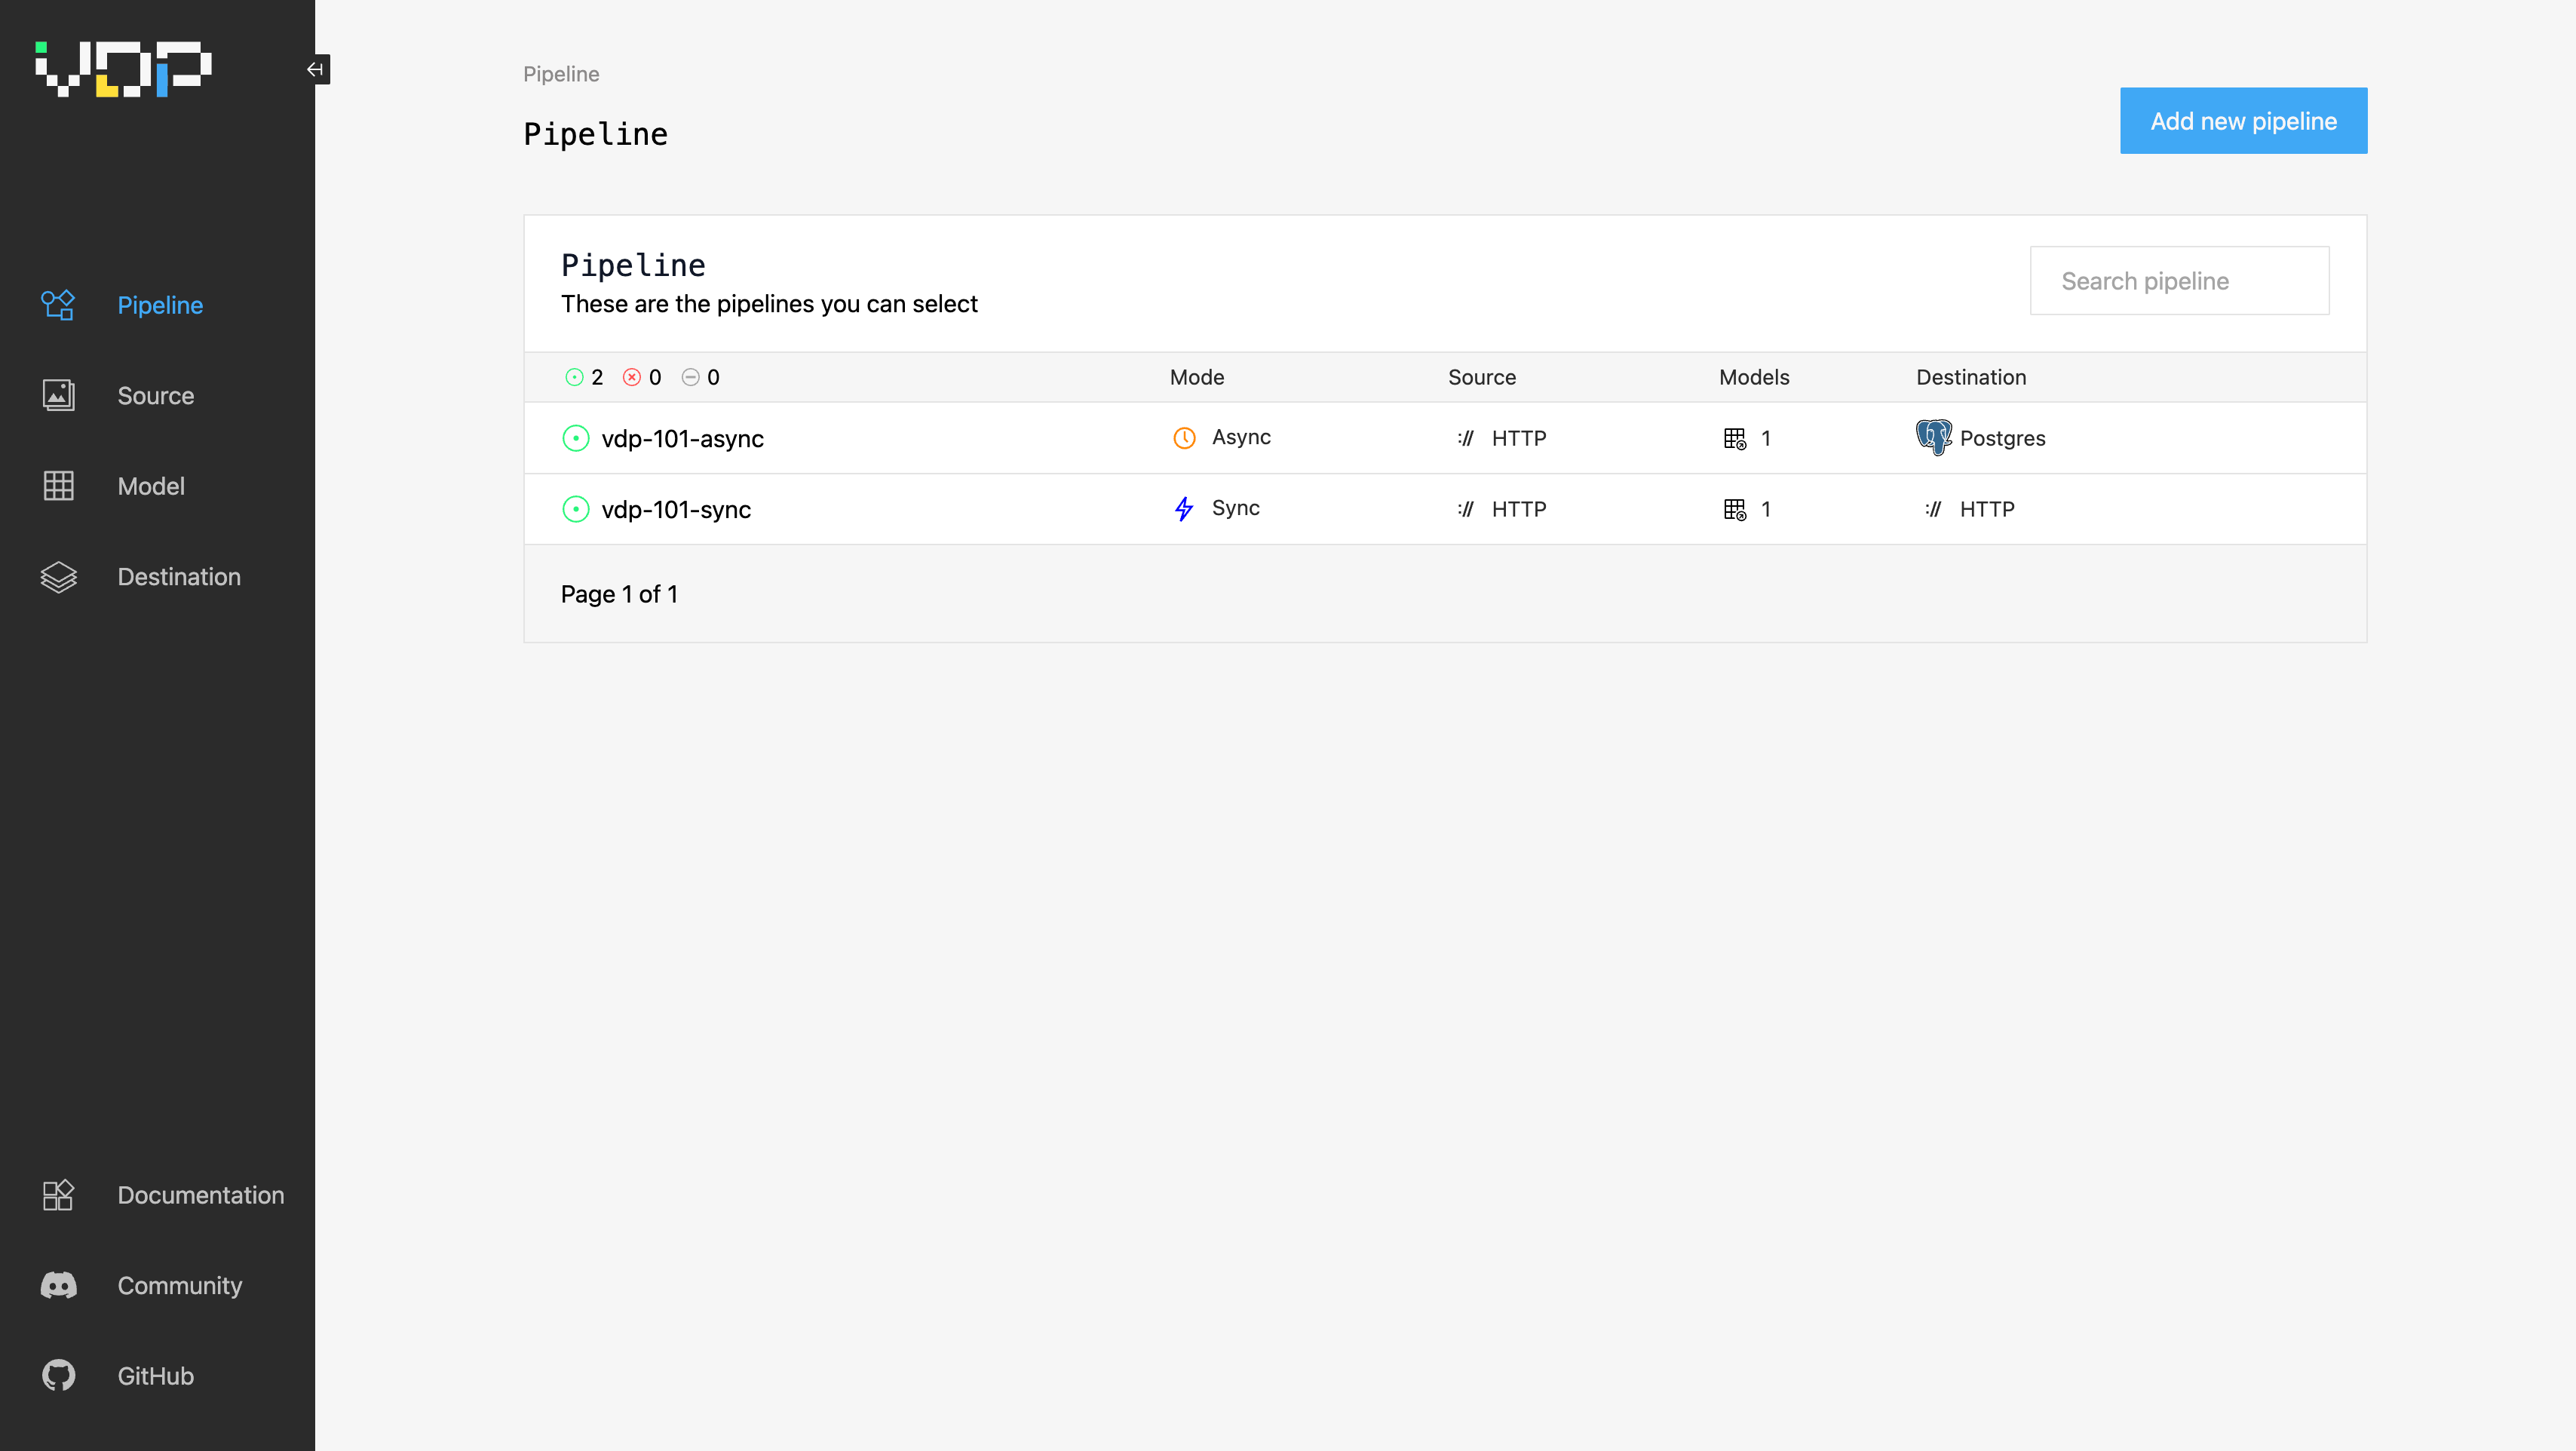 VDP
Pipeline
Source
Model
Destination
Documentation
Community
GitHub
Pipeline
Pipeline
Add new pipeline
Pipeline
These are the pipelines you can select
Search pipeline
2 0 0 Mode Source Models Destination
vdp-101-async Async :// HTTP 1 Postgres
vdp-101-sync Sync :// HTTP 1 :// HTTP
Page 1 of 1